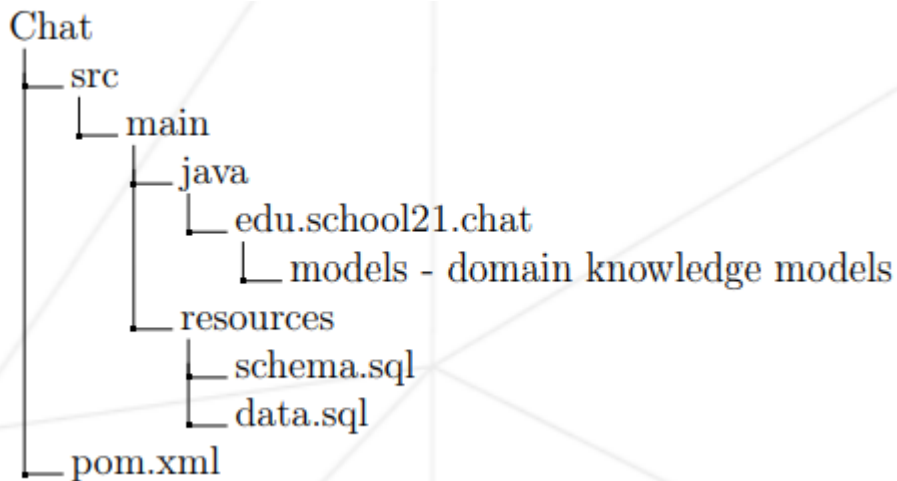 Chat
src
main
java
edu.school21.chat
models - domain knowledge models
resources
schema.sql
data.sql
pom.xml